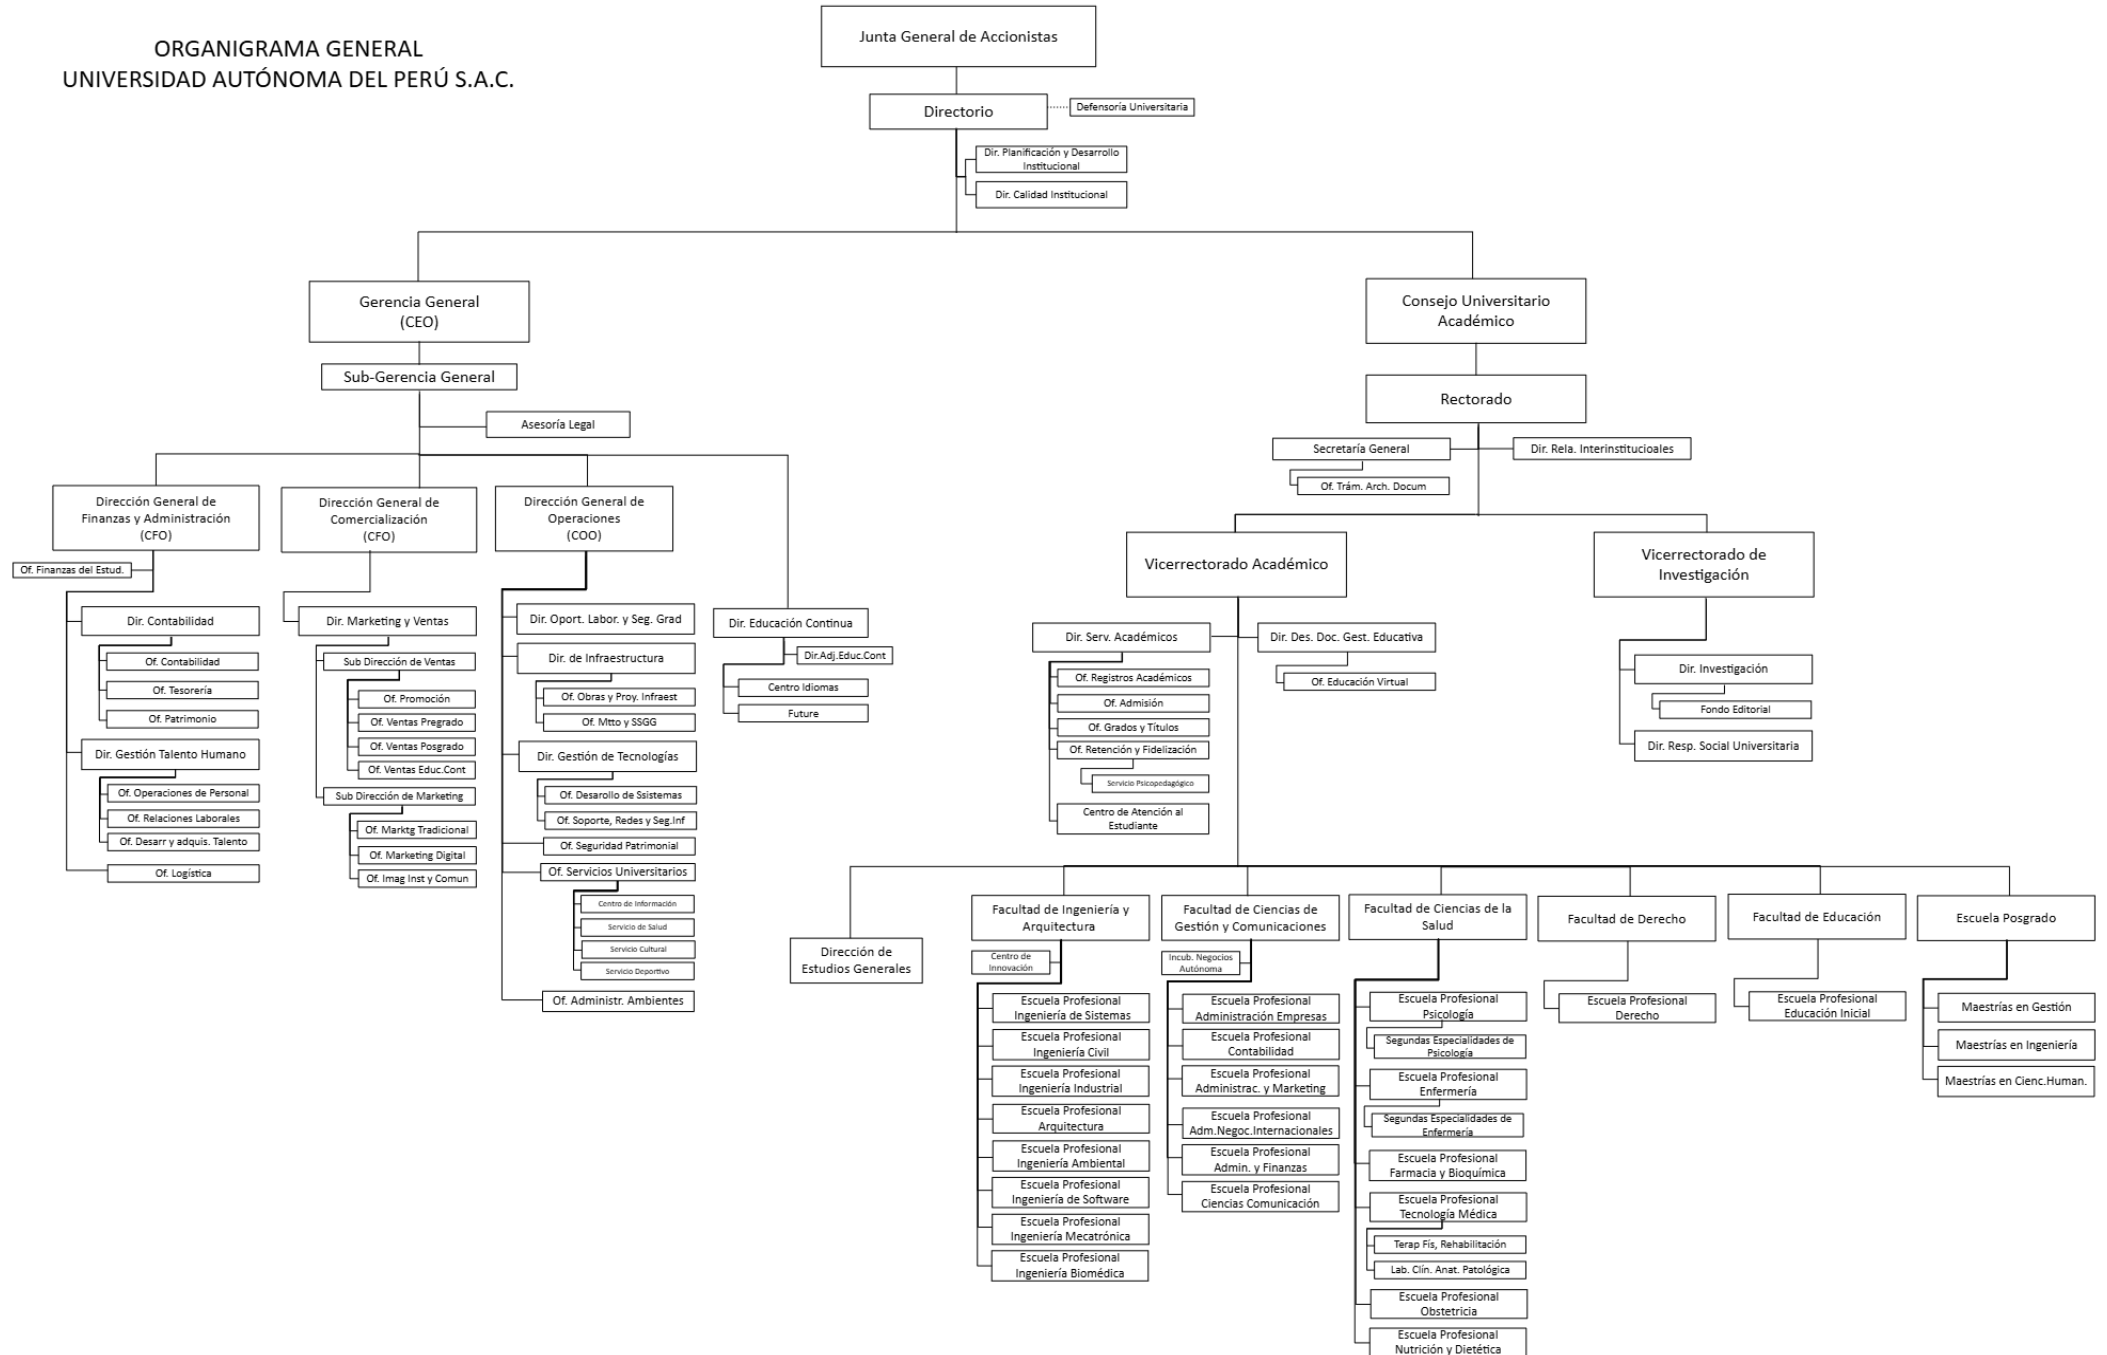 ORGANIGRAMA GENERAL
UNIVERSIDAD AUTÓNOMA DEL PERÚ S.A.C.
Junta General de Accionistas
Directorio
Defensoría Universitaria
Dir. Planificación y Desarrollo
Institucional
Dir. Calidad Institucional
Gerencia General
(CEO)
Sub-Gerencia General
Asesoría Legal
Dirección General de
Finanzas y Administración
(CFO)
Of. Finanzas del Estud.
Dir. Contabilidad
Of. Contabilidad
Of. Tesorería
Of. Patrimonio
Dir. Gestión Talento Humano
Of. Operaciones de Personal
Of. Relaciones Laborales
Of. Desarr y adquis. Talento
Of. Logística
Dirección General de
Comercialización
(CFO)
Dir. Marketing y Ventas
Sub Dirección de Ventas
Of. Promoción
Of. Ventas Pregrado
Of. Ventas Posgrado
Of. Ventas Educ.Cont
Sub Dirección de Marketing
Of. Marktg Tradicional
Of. Marketing Digital
Of. Imag Inst y Comun
Dirección General de
Operaciones
(COO)
Dir. Oport. Labor. y Seg. Grad
Dir. de Infraestructura
Of. Obras y Proy. Infraest
Of. Mtto y SSGG
Dir. Gestión de Tecnologías
Of. Desarollo de Ssistemas
Of. Soporte, Redes y Seg.Inf
Of. Seguridad Patrimonial
Of. Servicios Universitarios
Centro de Información
Servicio de Salud
Servicio Cultural
Servicio Deportivo
Of. Administr. Ambientes
Dir. Educación Continua
Dir.Adj.Educ.Cont
Centro Idiomas
Future
Consejo Universitario
Académico
Rectorado
Secretaría General
Of. Trám. Arch. Docum
Dir. Rela. Interinstitucioales
Vicerrectorado Académico
Dir. Serv. Académicos
Of. Registros Académicos
Of. Admisión
Of. Grados y Títulos
Of. Retención y Fidelización
Servicio Psicopedagógico
Centro de Atención al
Estudiante
Dir. Des. Doc. Gest. Educativa
Of. Educación Virtual
Vicerrectorado de
Investigación
Dir. Investigación
Fondo Editorial
Dir. Resp. Social Universitaria
Dirección de
Estudios Generales
Facultad de Ingeniería y
Arquitectura
Centro de
Innovación
Escuela Profesional
Ingeniería de Sistemas
Escuela Profesional
Ingeniería Civil
Escuela Profesional
Ingeniería Industrial
Escuela Profesional
Arquitectura
Escuela Profesional
Ingeniería Ambiental
Escuela Profesional
Ingeniería de Software
Escuela Profesional
Ingeniería Mecatrónica
Escuela Profesional
Ingeniería Biomédica
Facultad de Ciencias de
Gestión y Comunicaciones
Incub. Negocios
Autónoma
Escuela Profesional
Administración Empresas
Escuela Profesional
Contabilidad
Escuela Profesional
Administrac. y Marketing
Escuela Profesional
Adm.Negoc.Internacionales
Escuela Profesional
Admin. y Finanzas
Escuela Profesional
Ciencias Comunicación
Facultad de Ciencias de la
Salud
Escuela Profesional
Psicología
Segundas Especialidades de
Psicología
Escuela Profesional
Enfermería
Segundas Especialidades de
Enfermería
Escuela Profesional
Farmacia y Bioquímica
Escuela Profesional
Tecnología Médica
Terap Fís, Rehabilitación
Lab. Clín. Anat. Patológica
Escuela Profesional
Obstetricia
Escuela Profesional
Nutrición y Dietética
Facultad de Derecho
Escuela Profesional
Derecho
Facultad de Educación
Escuela Profesional
Educación Inicial
Escuela Posgrado
Maestrías en Gestión
Maestrías en Ingeniería
Maestrías en Cienc.Human.